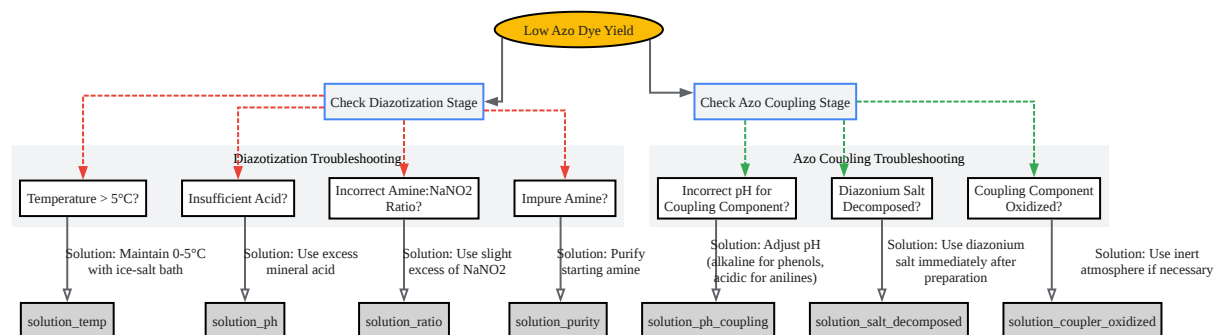 Low Azo Dye Yield
Check Diazotization Stage
Check Azo Coupling Stage
Diazotization Troubleshooting
Azo Coupling Troubleshooting
Temperature > 5°C?
Insufficient Acid?
Incorrect Amine:NaNO2
Ratio?
Impure Amine?
Incorrect pH for
Coupling Component?
Diazonium Salt
Decomposed?
Coupling Component
Oxidized?
Solution: Maintain 0-5°C
with ice-salt bath
Solution: Use excess
mineral acid
Solution: Use slight
excess of NaNO2
Solution: Purify
starting amine
Solution: Adjust pH
(alkaline for phenols,
acidic for anilines)
Solution: Use diazonium
salt immediately after
preparation
Solution: Use inert
atmosphere if necessary
solution_temp
solution_ph
solution_ratio
solution_purity
solution_ph_coupling
solution_salt_decomposed
solution_coupler_oxidized